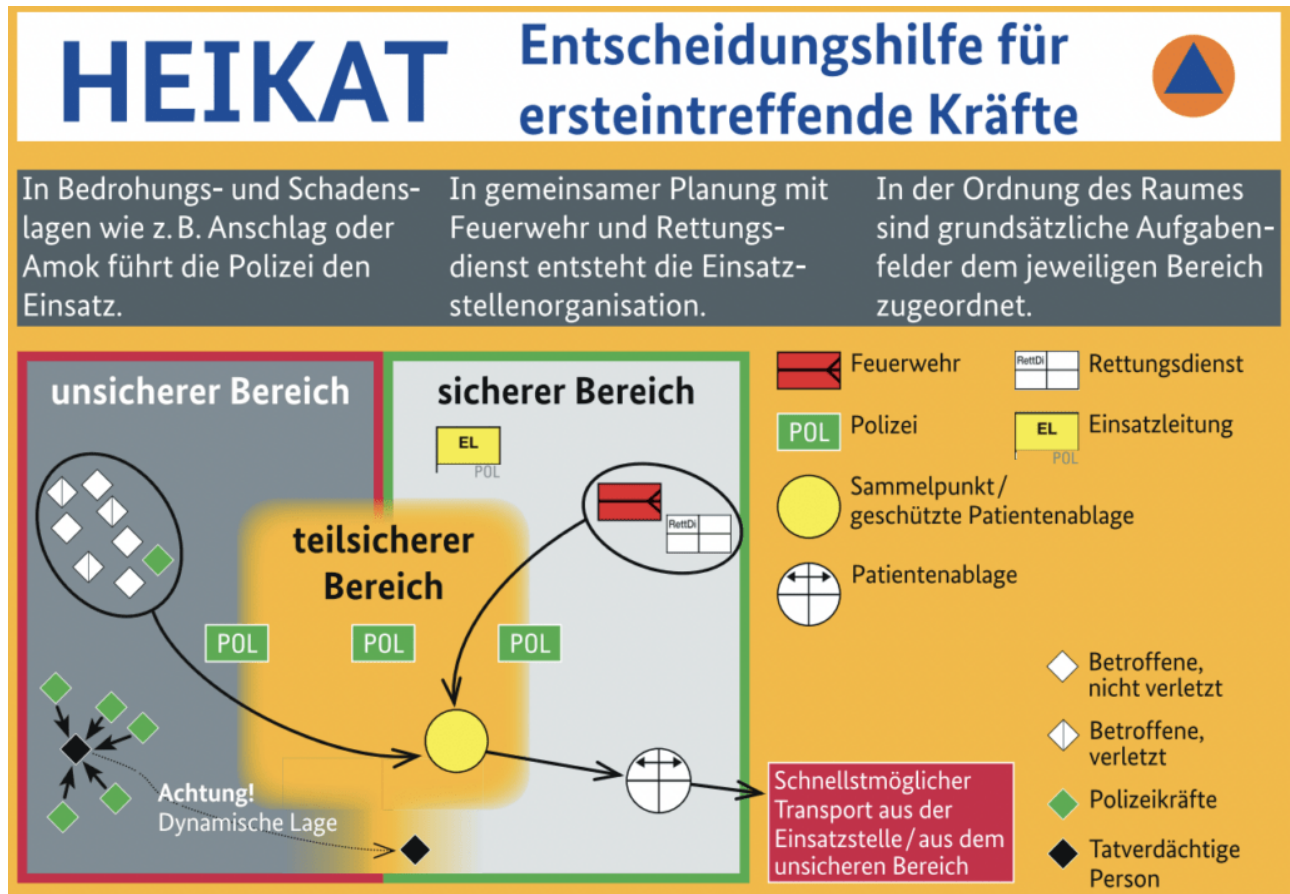 HEIKAT
Entscheidungshilfe für
ersteintreffende Kräfte
In Bedrohungs- und Schadens-
lagen wie z. B. Anschlag oder
Amok führt die Polizei den
Einsatz.
In gemeinsamer Planung mit
Feuerwehr und Rettungs-
dienst entsteht die Einsatz-
stellenorganisation.
In der Ordnung des Raumes
sind grundsätzliche Aufgaben-
felder dem jeweiligen Bereich
zugeordnet.
unsicherer Bereich
sicherer Bereich
EL
POL
RettDi
teilsicherer
Bereich
POL
POL
POL
Achtung!
Dynamische Lage
Feuerwehr
RettDi
Rettungsdienst
POL
Polizei
EL
POL
Einsatzleitung
Sammelpunkt/
geschützte Patientenablage
Patientenablage
Betroffene,
nicht verletzt
Betroffene,
verletzt
Polizeikräfte
Tatverdächtige
Person
Schnellstmöglicher
Transport aus der
Einsatzstelle/aus dem
unsicheren Bereich